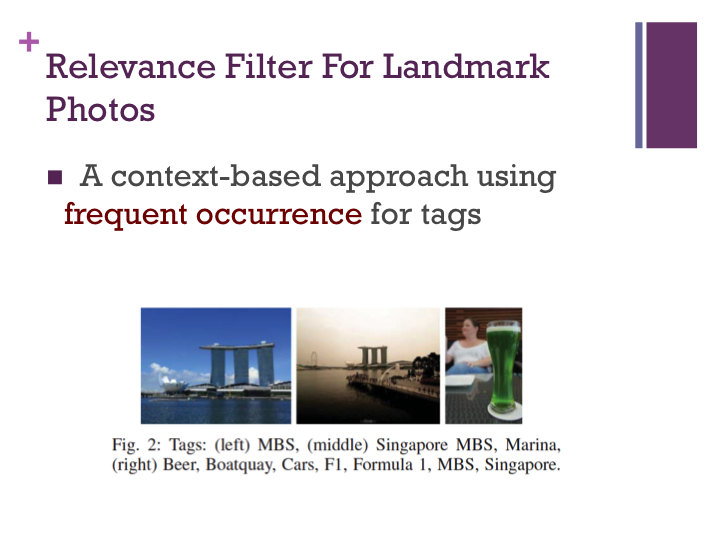 +
Relevance Filter For Landmark
Photos
■ A context-based approach using
frequent occurrence for tags
Fig. 2: Tags: (left) MBS, (middle) Singapore MBS, Marina,
(right) Beer, Boatquay, Cars, F1, Formula 1, MBS, Singapore.